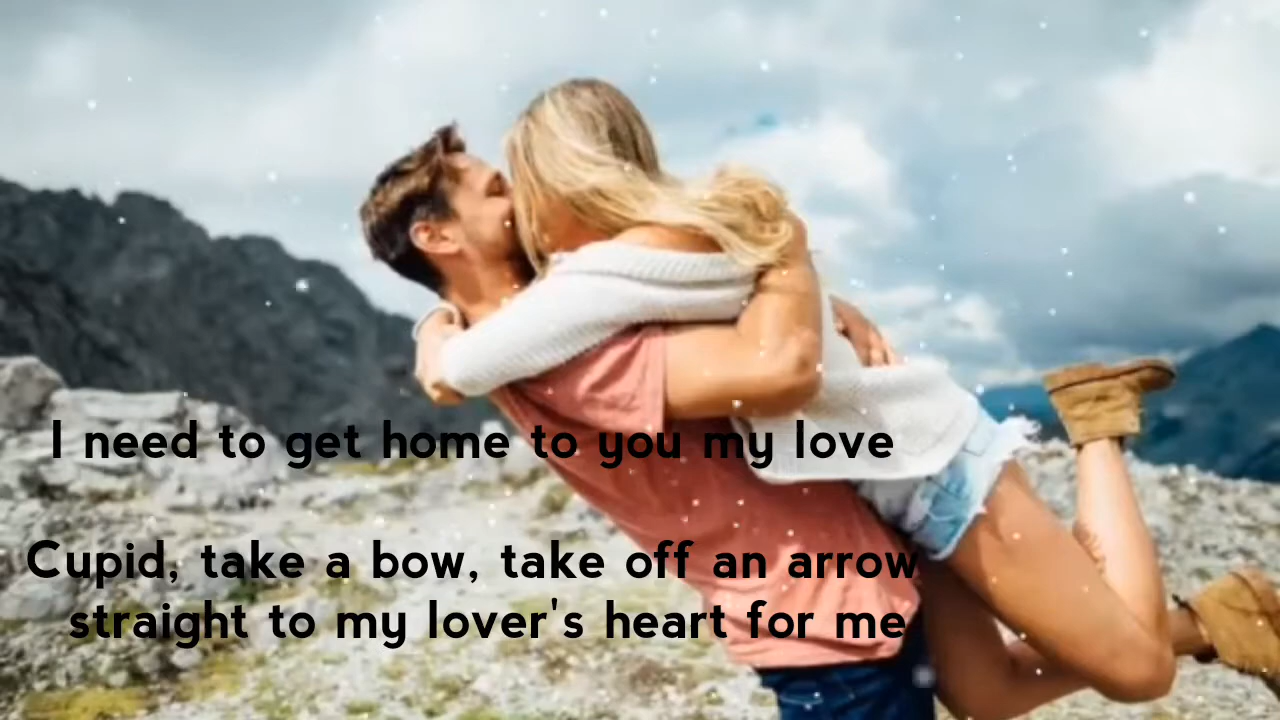 I need to get home to you my love
Cupid, take a bow, take off an arrow
straight to my lover's heart for me